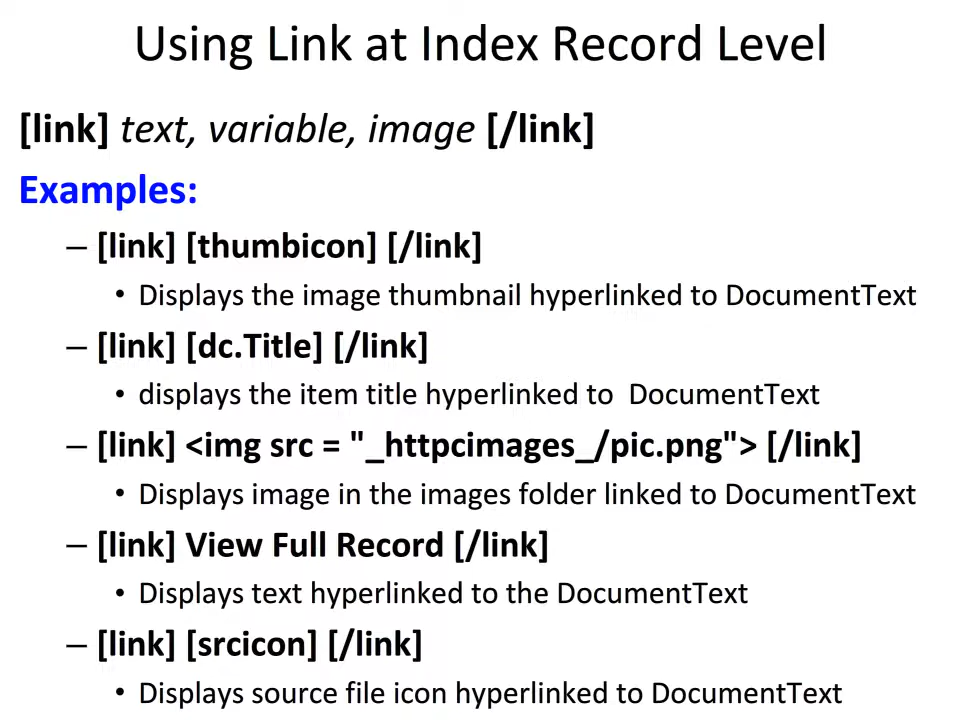 Using Link at Index Record Level
[link] text, variable, image [/link]
Examples:
– [link] [thumbicon] [/link]
• Displays the image thumbnail hyperlinked to DocumentText
– [link] [dc.Title] [/link]
• displays the item title hyperlinked to  DocumentText
– [link] <img src = "_httpcimages_/pic.png"> [/link]
• Displays image in the images folder linked to DocumentText
– [link] View Full Record [/link]
• Displays text hyperlinked to the DocumentText
– [link] [srcicon] [/link]
• Displays source file icon hyperlinked to DocumentText